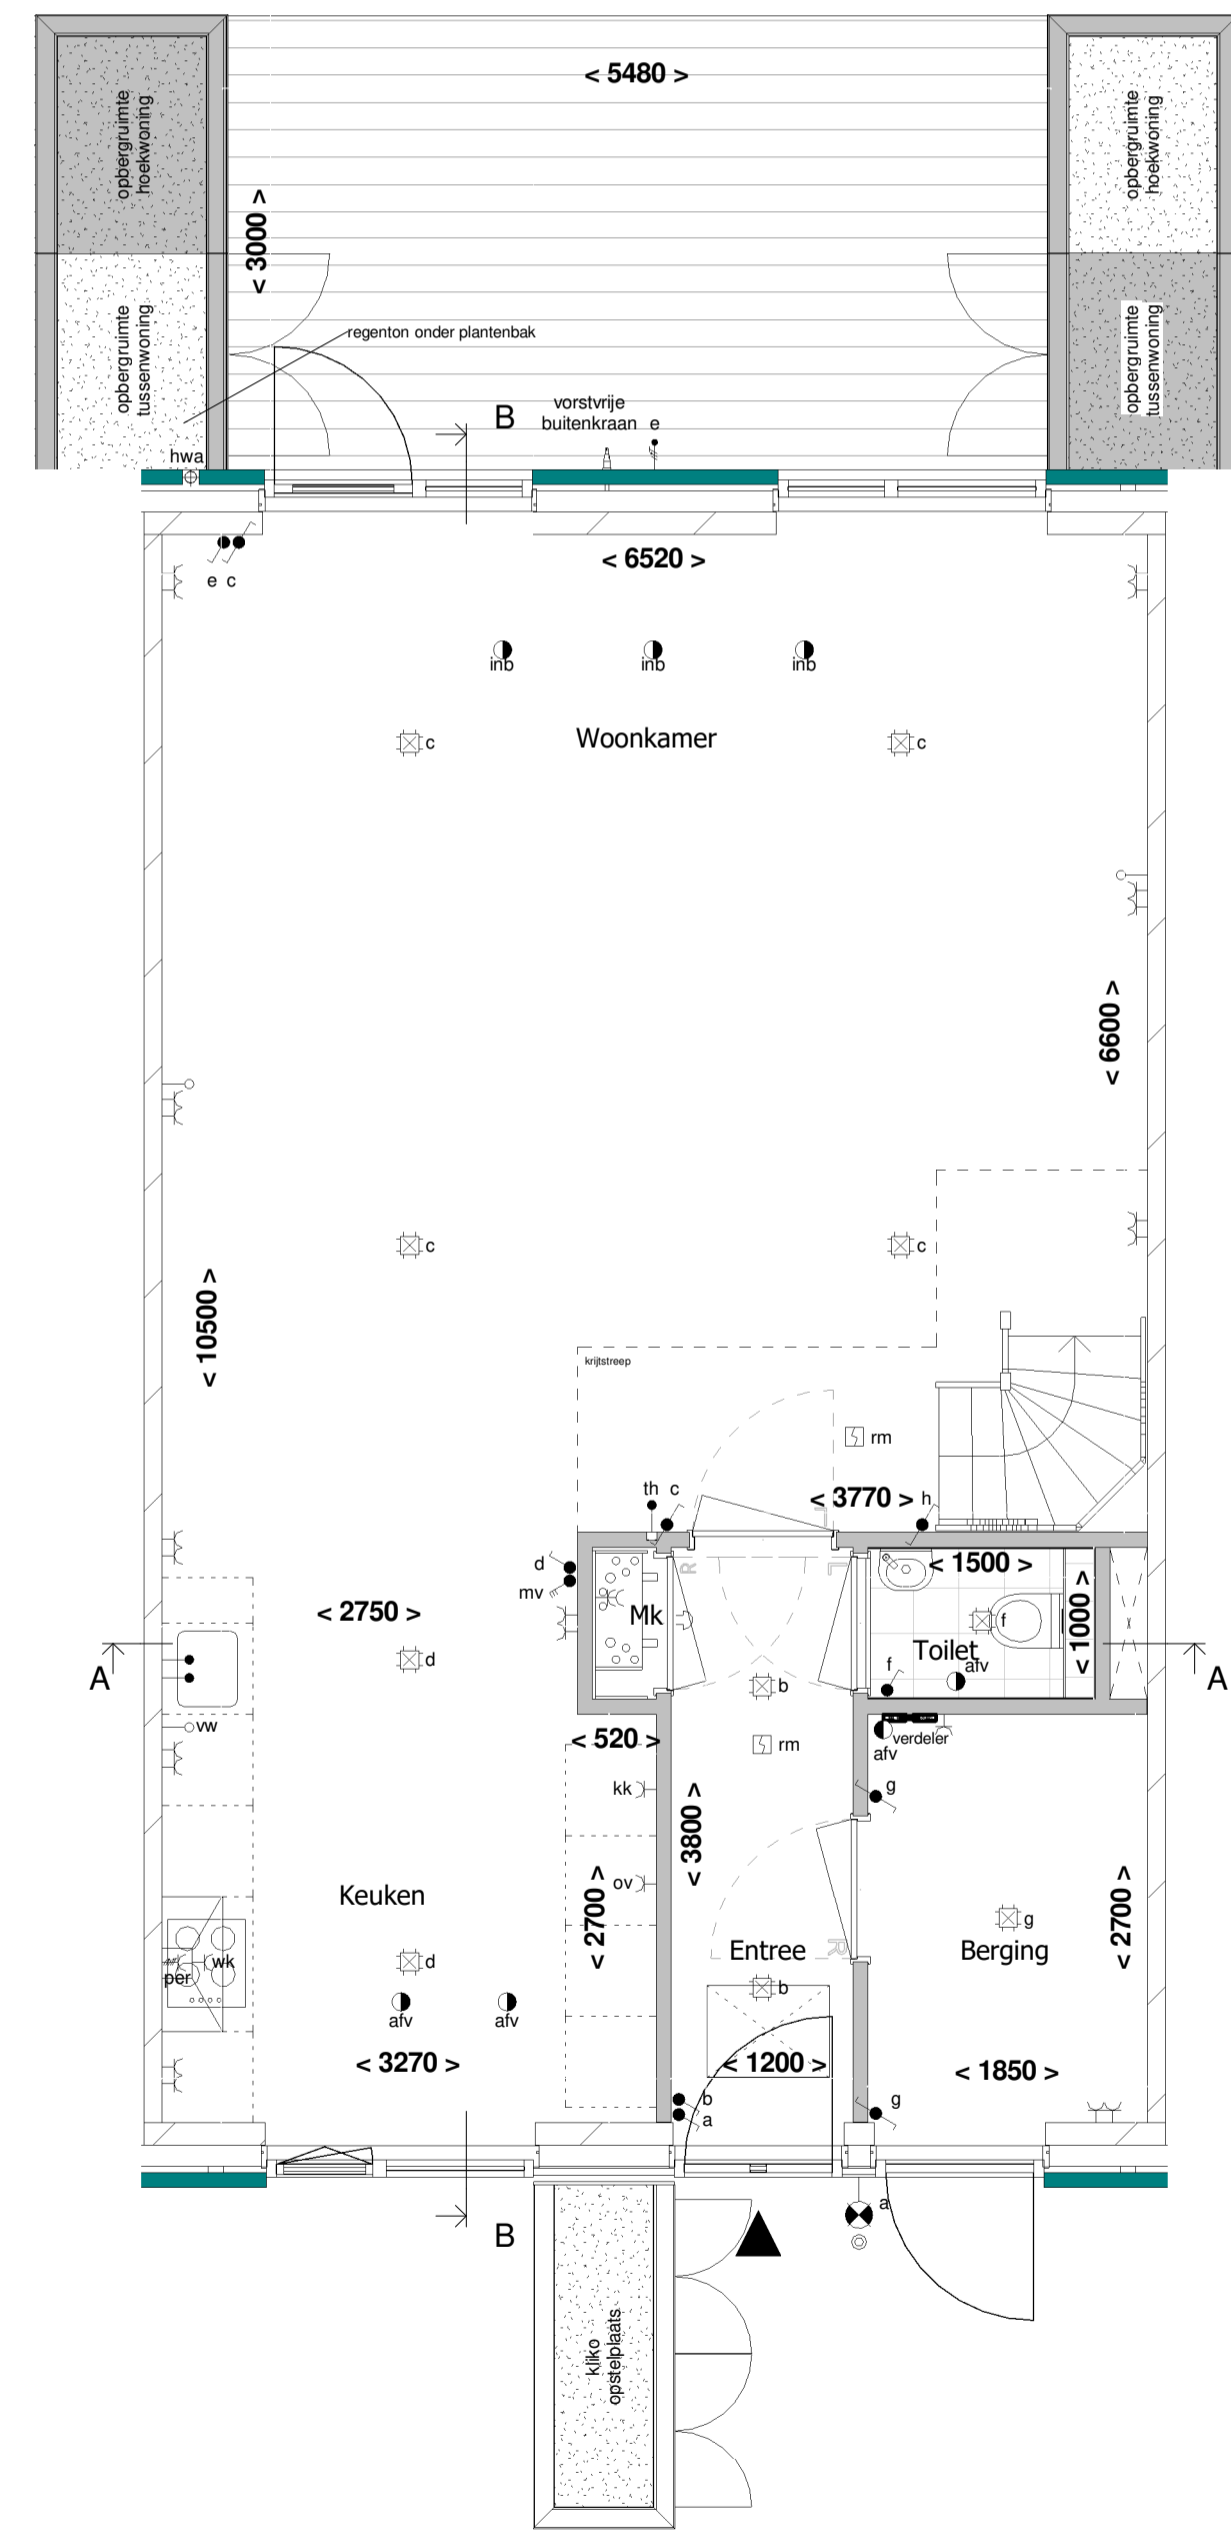 < 5480 >
opbergruimte
hoekwoning
opbergruimte
hoekwoning
< 3000 >
opbergruimte
tussenwoning
regenton onder plantenbak
opbergruimte
tussenwoning
B
vorstvrije
buitenkraan e
hwa
< 6520 >
e c
inb
inb
inb
c
Woonkamer
c
< 6600 >
c
c
< 10500 >
krijtstreep
rm
th c
< 3770 >
h
d
mv
R
L
L
< 1500 >
< 2750 >
Mk
f
< 1000 >
Toilet
A
d
f
afv
A
b
vw
< 520 >
rm
afv
verdeler
kk
g
< 3800 >
ov
Keuken
< 2700 >
g
< 2700 >
Entree
R
Berging
per
wk
d
b
afv
afv
< 3270 >
< 1200 >
< 1850 >
b
a
g
a
B
kliko
opstelplaats